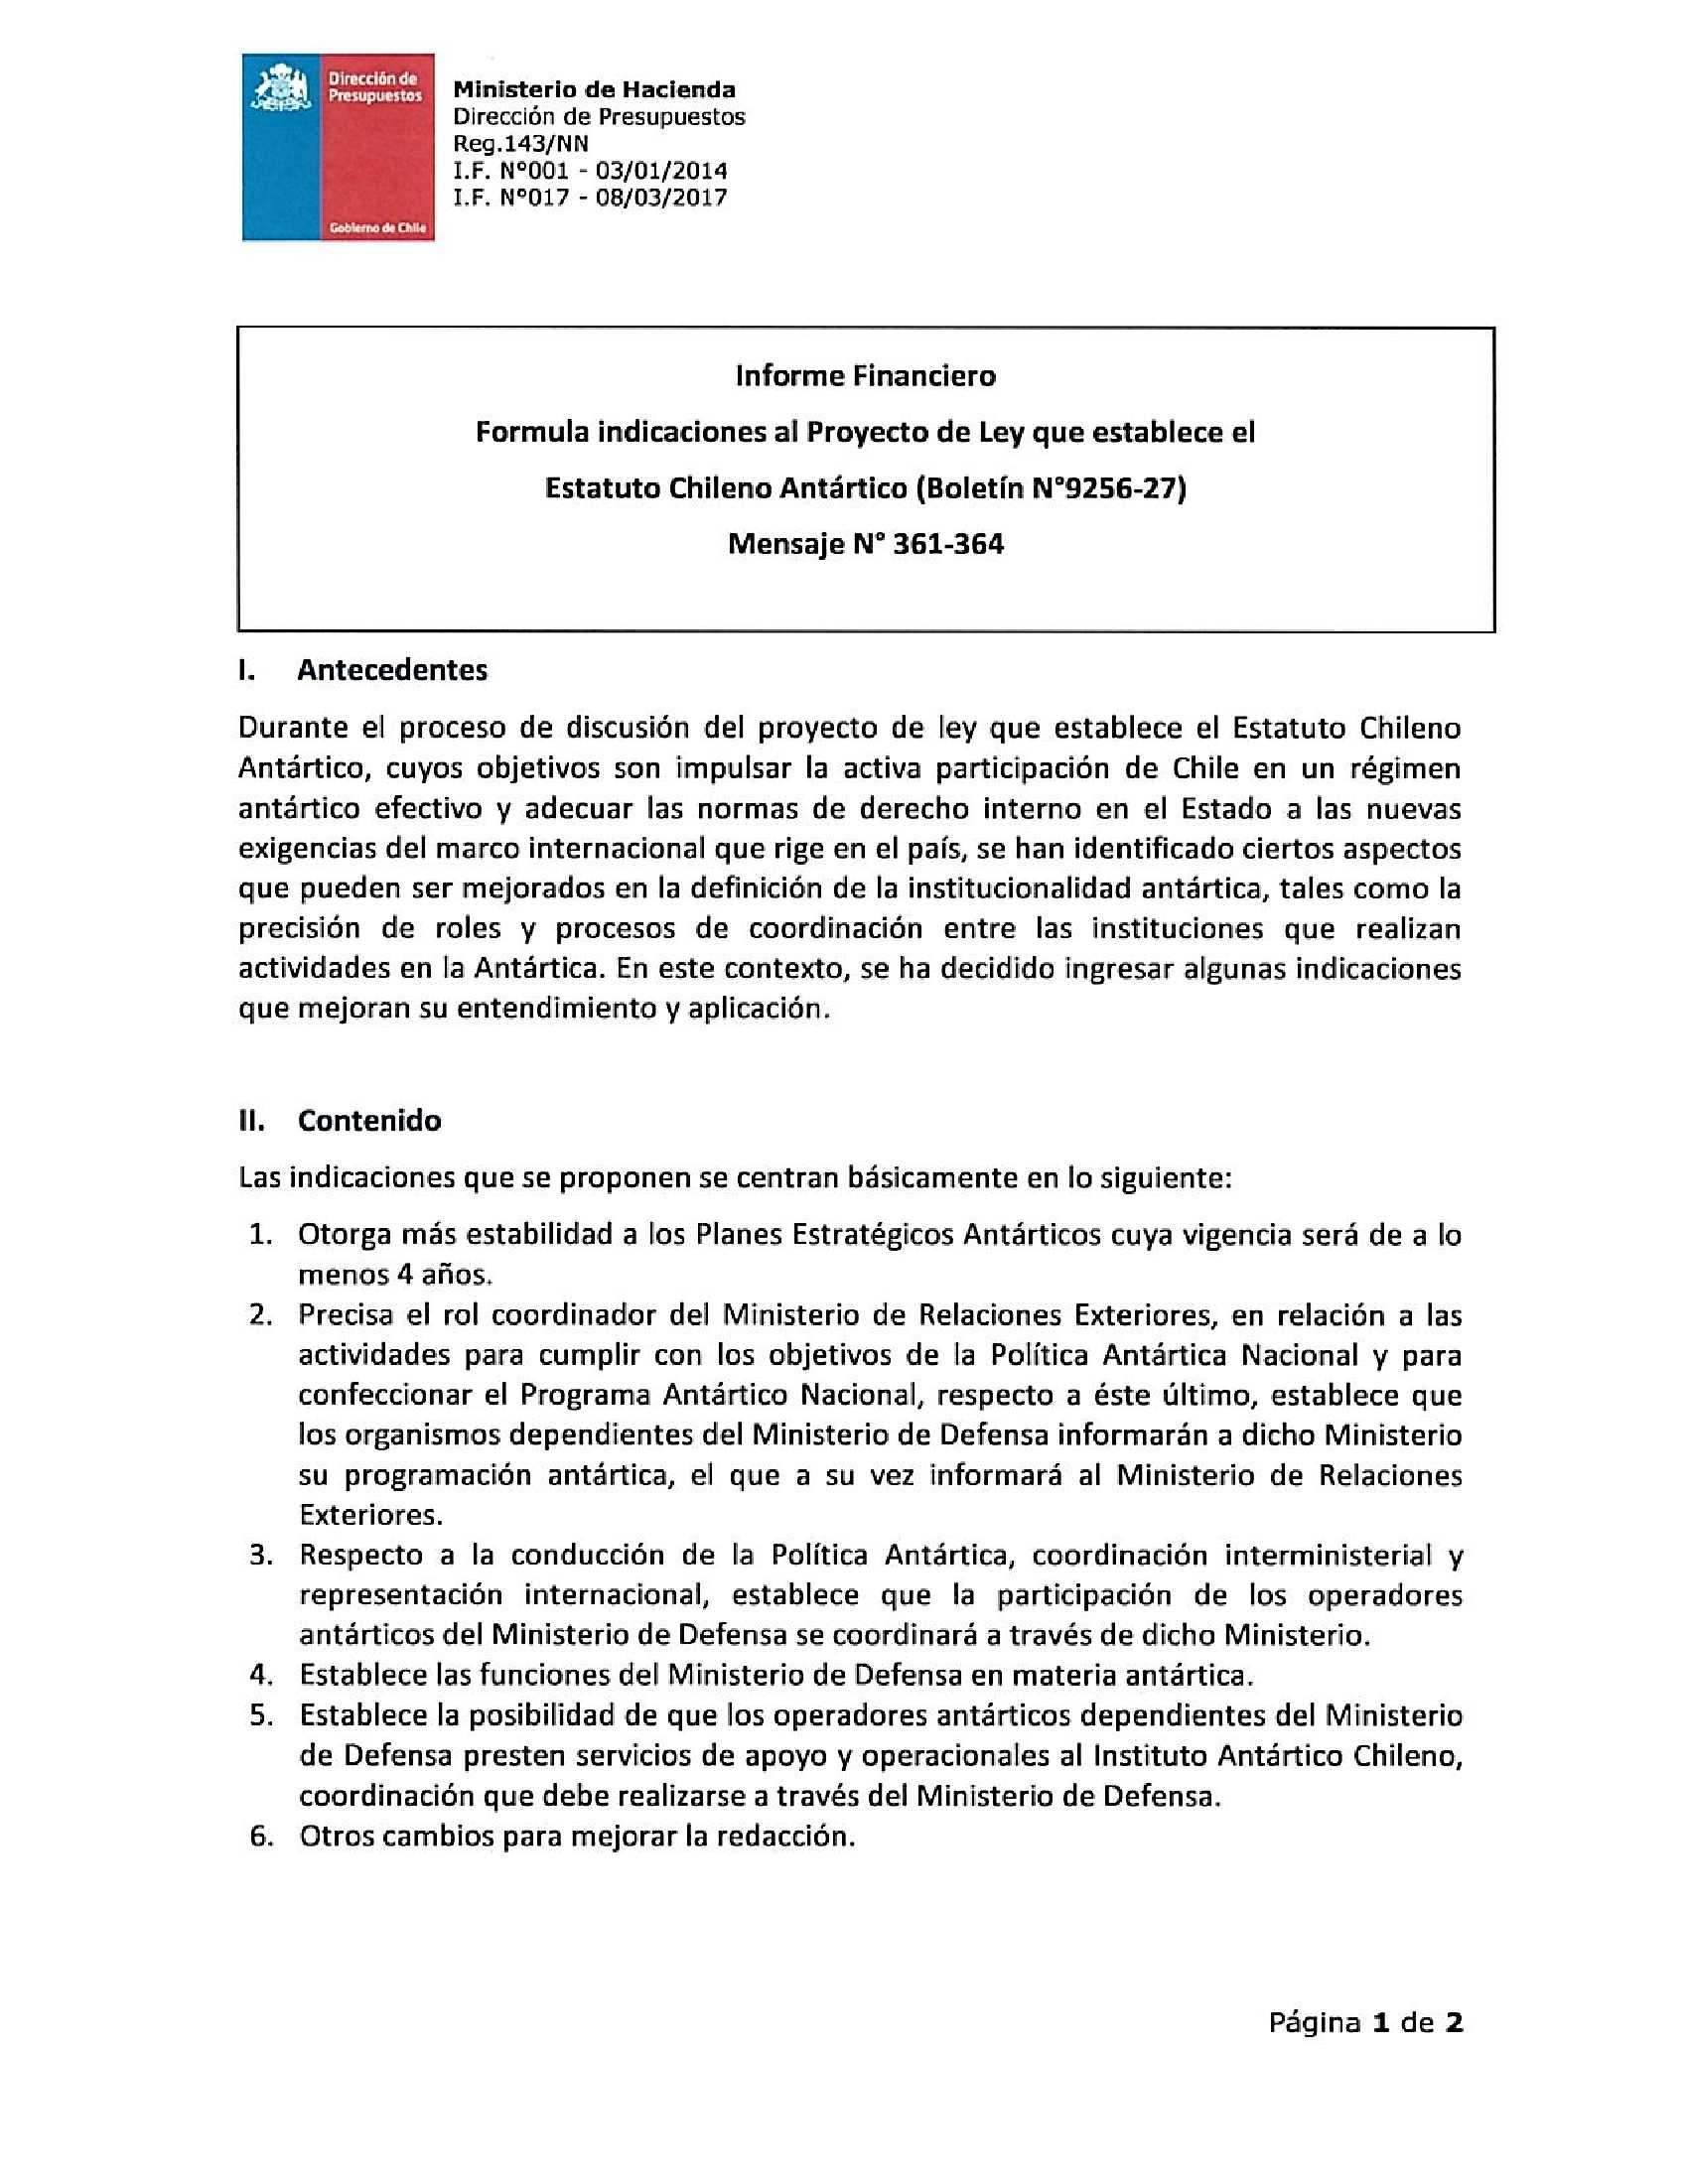 Dirección de
Presupuestos
Gobierno de Chile
Ministerio de Hacienda
Dirección de Presupuestos
Reg.143/NN
I.F. N°001 - 03/01/2014
I.F. N°017 - 08/03/2017
Informe Financiero
Formula indicaciones al Proyecto de Ley que establece el
Estatuto Chileno Antártico (Boletín N°9256-27)
Mensaje N° 361-364
I. Antecedentes
Durante el proceso de discusión del proyecto de ley que establece el Estatuto Chileno
Antártico, cuyos objetivos son impulsar la activa participación de Chile en un régimen
antártico efectivo y adecuar las normas de derecho interno en el Estado a las nuevas
exigencias del marco internacional que rige en el país, se han identificado ciertos aspectos
que pueden ser mejorados en la definición de la institucionalidad antártica, tales como la
precisión de roles y procesos de coordinación entre las instituciones que realizan
actividades en la Antártica. En este contexto, se ha decidido ingresar algunas indicaciones
que mejoran su entendimiento y aplicación.
II. Contenido
Las indicaciones que se proponen se centran básicamente en lo siguiente:
1. Otorga más estabilidad a los Planes Estratégicos Antárticos cuya vigencia será de a lo
menos 4 años.
2. Precisa el rol coordinador del Ministerio de Relaciones Exteriores, en relación a las
actividades para cumplir con los objetivos de la Política Antártica Nacional y para
confeccionar el Programa Antártico Nacional, respecto a éste último, establece que
los organismos dependientes del Ministerio de Defensa informarán a dicho Ministerio
su programación antártica, el que a su vez informará al Ministerio de Relaciones
Exteriores.
3. Respecto a la conducción de la Política Antártica, coordinación interministerial y
representación internacional, establece que la participación de los operadores
antárticos del Ministerio de Defensa se coordinará a través de dicho Ministerio.
4. Establece las funciones del Ministerio de Defensa en materia antártica.
5. Establece la posibilidad de que los operadores antárticos dependientes del Ministerio
de Defensa presten servicios de apoyo y operacionales al Instituto Antártico Chileno,
coordinación que debe realizarse a través del Ministerio de Defensa.
6. Otros cambios para mejorar la redacción.
Página 1 de 2